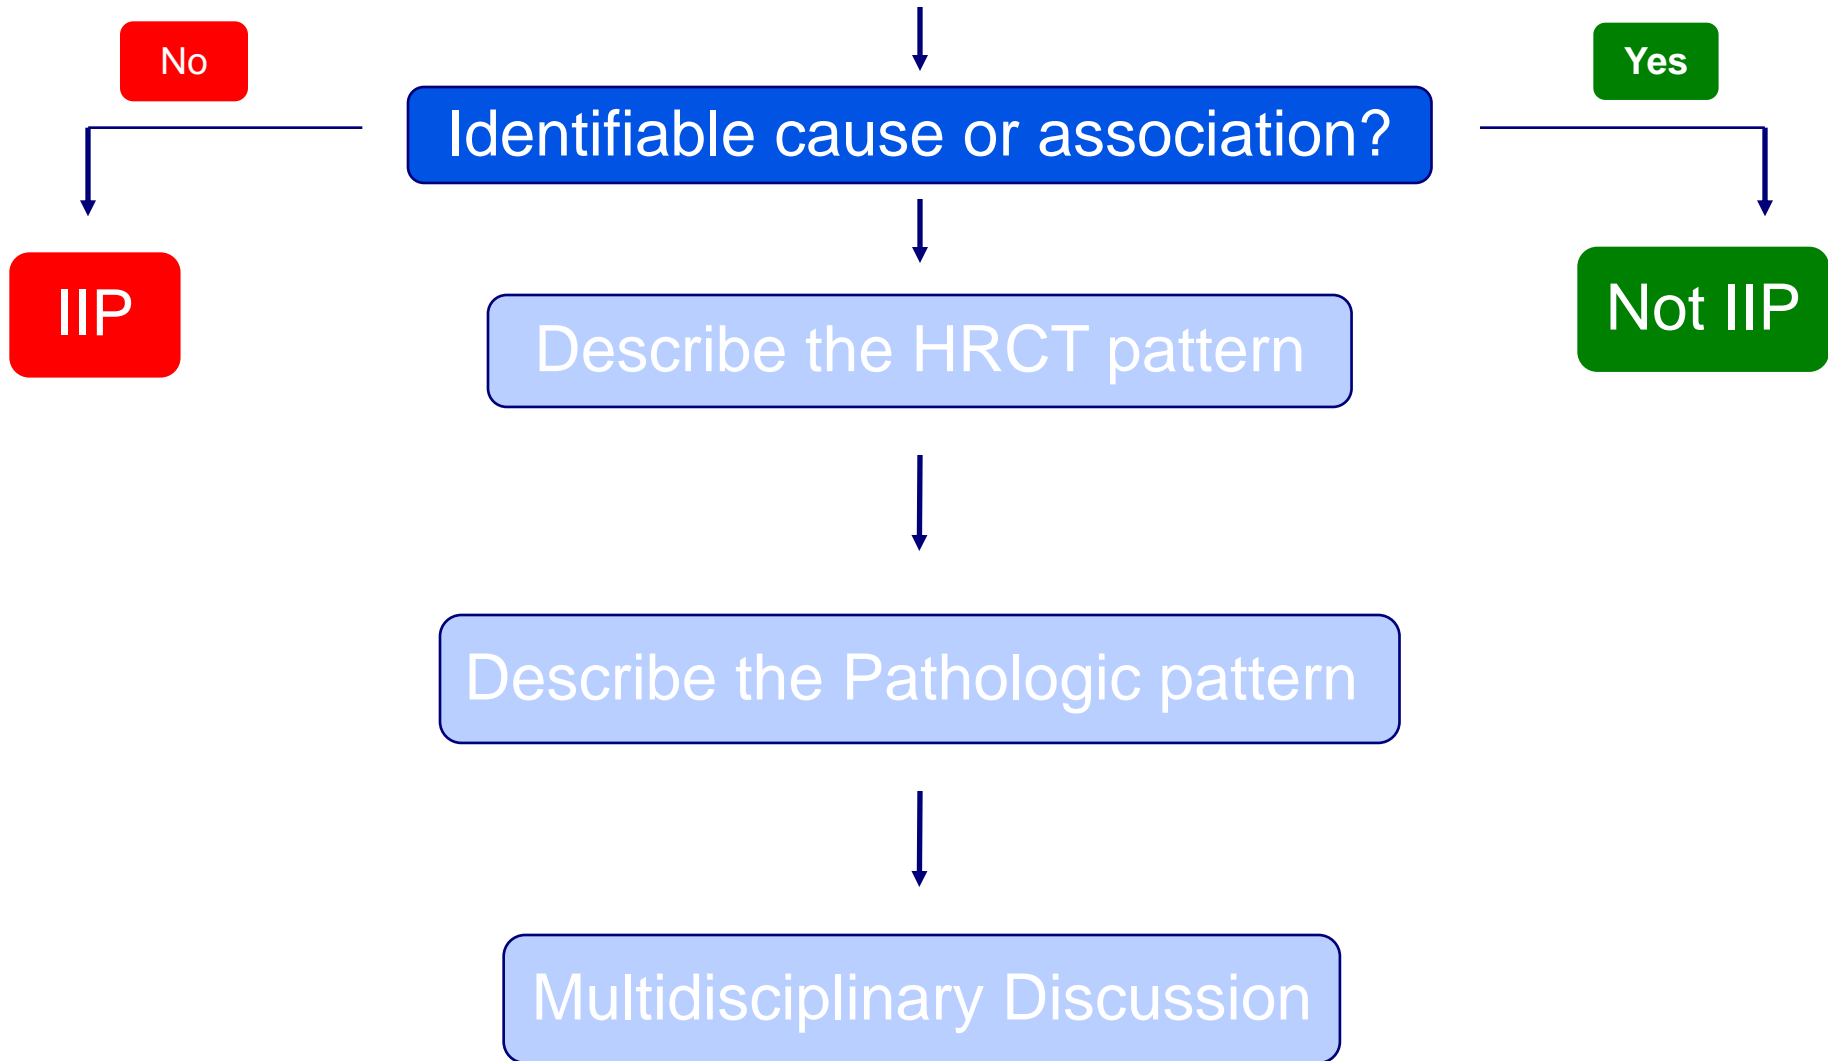 No
Yes
Identifiable cause or association?
IIP
Not IIP
Describe the HRCT pattern
Describe the Pathologic pattern
Multidisciplinary Discussion